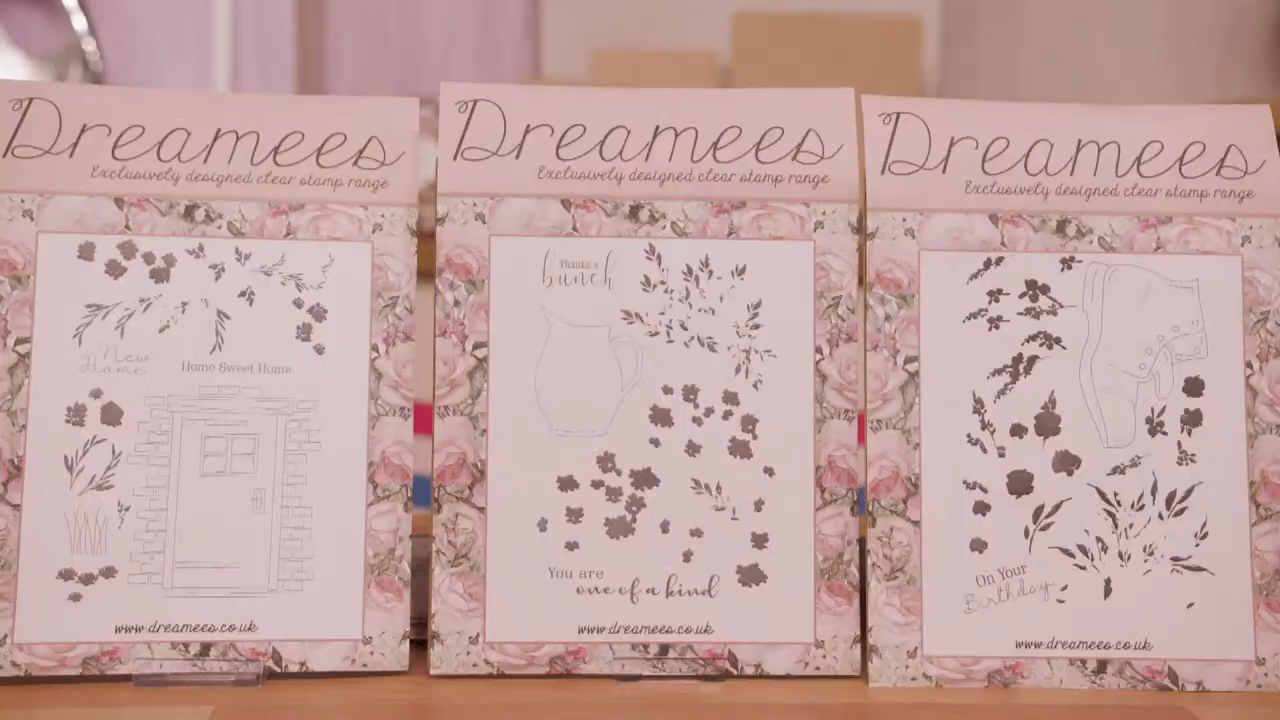 Dreamees
Exclusively designed clear stamp range
New
Home
Home Sweet Home
www.dreamees.co.uk
Dreamees
Exclusively designed clear stamp range
Thanks a
bunch
You are
one of a kind
www.dreamees.co.uk
Dreamees
Exclusively designed clear stamp range
On Your
Birthday
www.dreamees.co.uk